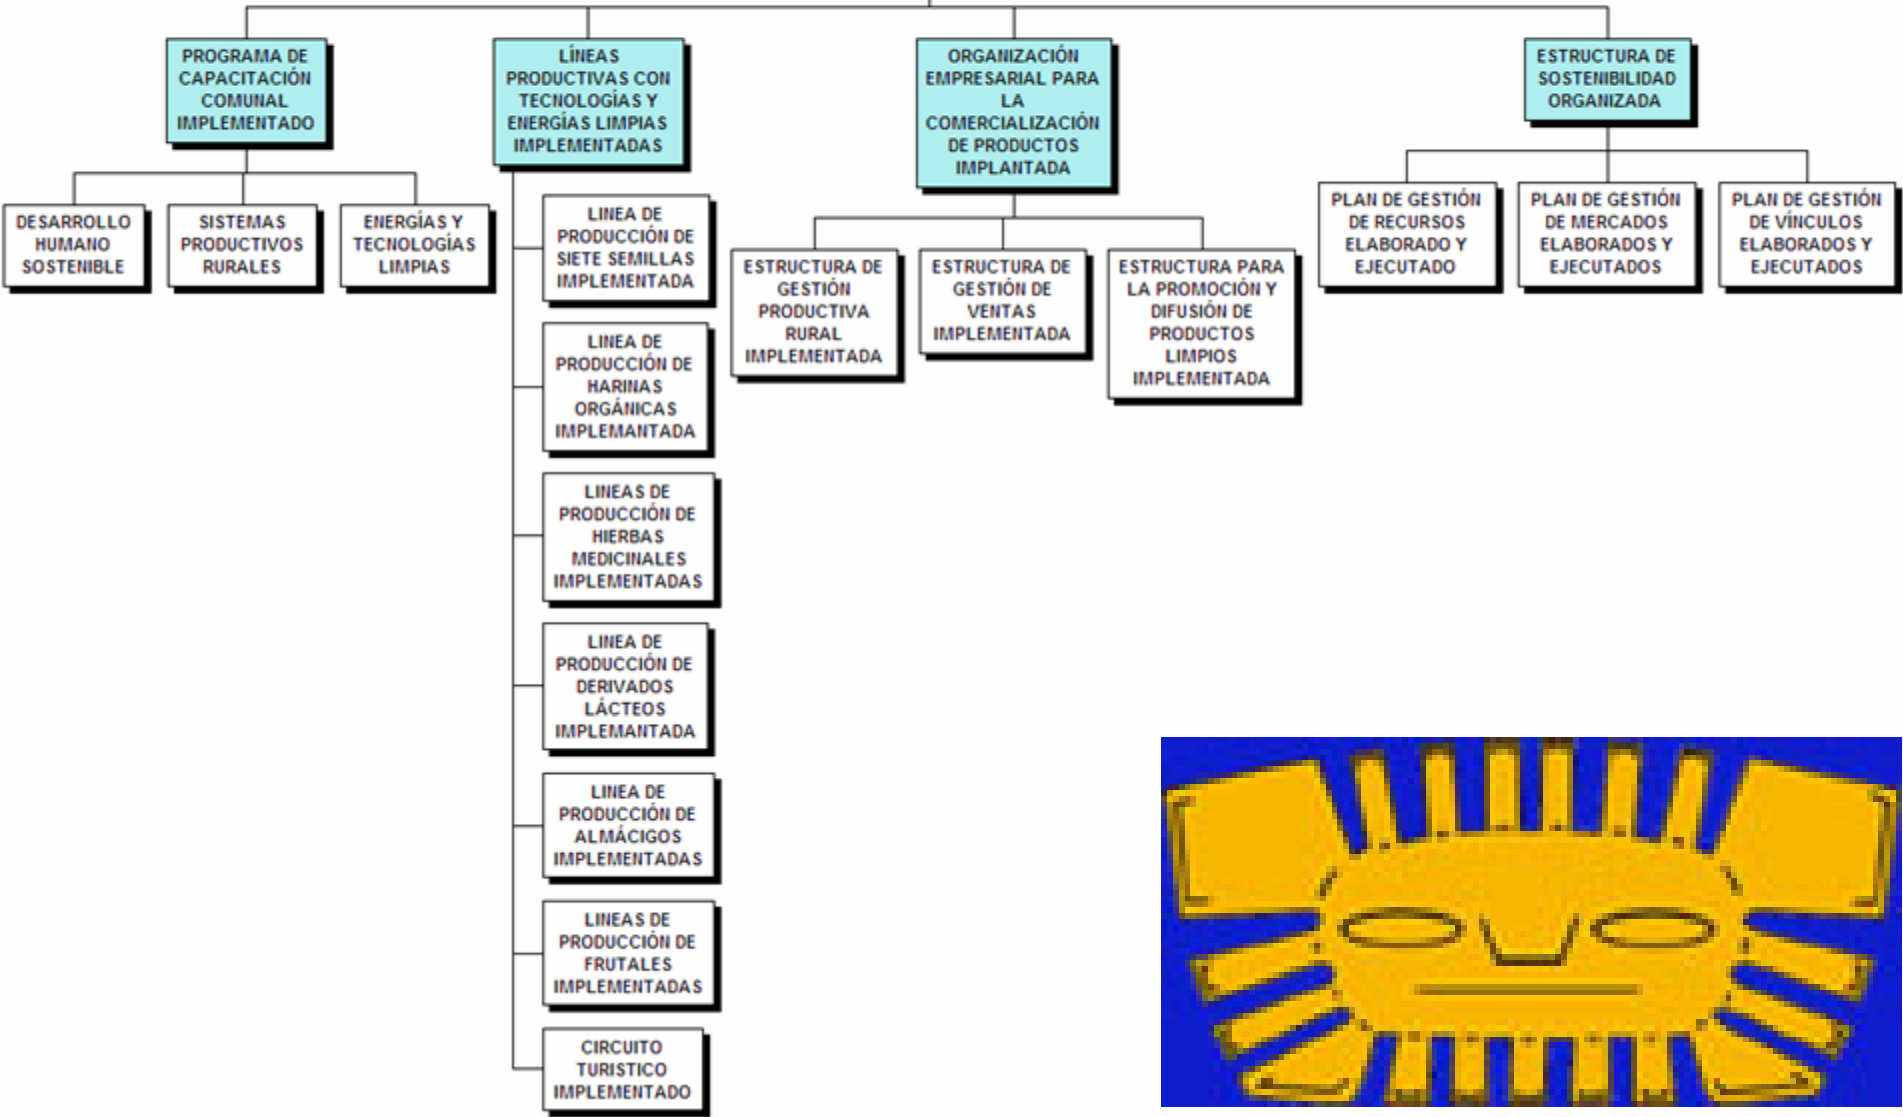 PROGRAMA DE
CAPACITACIÓN
COMUNAL
IMPLEMENTADO
DESARROLLO
HUMANO
SOSTENIBLE
SISTEMAS
PRODUCTIVOS
RURALES
ENERGÍAS Y
TECNOLOGÍAS
LIMPIAS
LÍNEAS
PRODUCTIVAS CON
TECNOLOGÍAS Y
ENERGÍAS LIMPIAS
IMPLEMENTADAS
LINEA DE
PRODUCCIÓN DE
SIETE SEMILLAS
IMPLEMENTADA
LINEA DE
PRODUCCIÓN DE
HARINAS
ORGÁNICAS
IMPLEMANTADA
LINEAS DE
PRODUCCIÓN DE
HIERBAS
MEDICINALES
IMPLEMENTADAS
LINEA DE
PRODUCCIÓN DE
DERIVADOS
LÁCTEOS
IMPLEMANTADA
LINEA DE
PRODUCCIÓN DE
ALMÁCIGOS
IMPLEMENTADAS
LINEAS DE
PRODUCCIÓN DE
FRUTALES
IMPLEMENTADAS
CIRCUITO
TURISTICO
IMPLEMENTADO
ORGANIZACIÓN
EMPRESARIAL PARA
LA
COMERCIALIZACIÓN
DE PRODUCTOS
IMPLANTADA
ESTRUCTURA DE
GESTIÓN
PRODUCTIVA
RURAL
IMPLEMENTADA
ESTRUCTURA DE
GESTIÓN DE
VENTAS
IMPLEMENTADA
ESTRUCTURA PARA
LA PROMOCIÓN Y
DIFUSIÓN DE
PRODUCTOS
LIMPIOS
IMPLEMENTADA
ESTRUCTURA DE
SOSTENIBILIDAD
ORGANIZADA
PLAN DE GESTIÓN
DE RECURSOS
ELABORADO Y
EJECUTADO
PLAN DE GESTIÓN
DE MERCADOS
ELABORADOS Y
EJECUTADOS
PLAN DE GESTIÓN
DE VÍNCULOS
ELABORADOS Y
EJECUTADOS